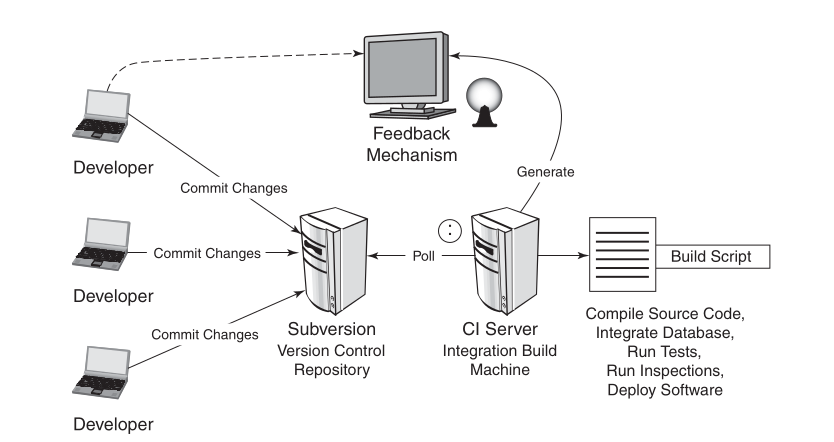 Feedback
Mechanism
Developer
Generate
Commit Changes
Developer
Commit Changes
:
Poll
Build Script
Commit Changes
Subversion
Version Control
Repository
CI Server
Integration Build
Machine
Compile Source Code,
Integrate Database,
Run Tests,
Run Inspections,
Deploy Software
Developer